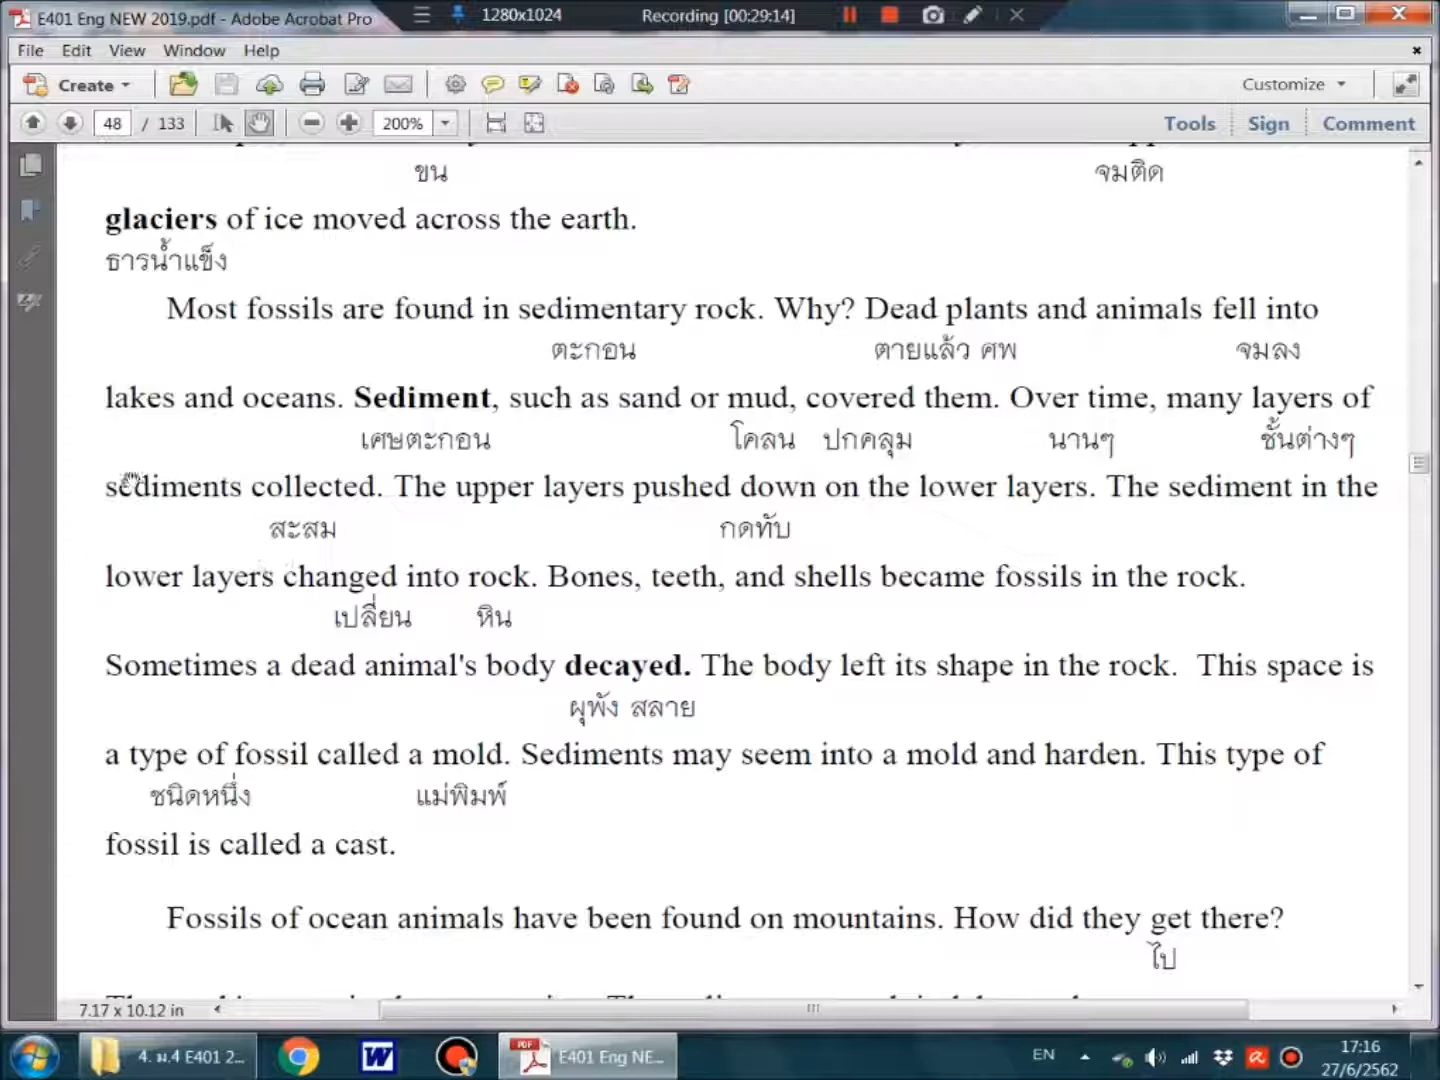 E401 Eng NEW 2019.pdf - Adobe Acrobat Pro
1280x1024
Recording [00:29:14]
File Edit View Window Help
Create
Customize
48 / 133
200%
Tools Sign Comment
ขน จมติด
glaciers of ice moved across the earth.
ธารน้ำแข็ง
Most fossils are found in sedimentary rock. Why? Dead plants and animals fell into
ตะกอน ตายแล้ว ศพ จมลง
lakes and oceans. Sediment, such as sand or mud, covered them. Over time, many layers of
เศษตะกอน โคลน ปกคลุม นานๆ ชั้นต่างๆ
sediments collected. The upper layers pushed down on the lower layers. The sediment in the
สะสม กดทับ
lower layers changed into rock. Bones, teeth, and shells became fossils in the rock.
เปลี่ยน หิน
Sometimes a dead animal's body decayed. The body left its shape in the rock. This space is
ผุพัง สลาย
a type of fossil called a mold. Sediments may seem into a mold and harden. This type of
ชนิดหนึ่ง แม่พิมพ์
fossil is called a cast.
Fossils of ocean animals have been found on mountains. How did they get there?
ไป
7.17 x 10.12 in
4. ม.4 E401 2...
E401 Eng NE...
EN
17:16
27/6/2562